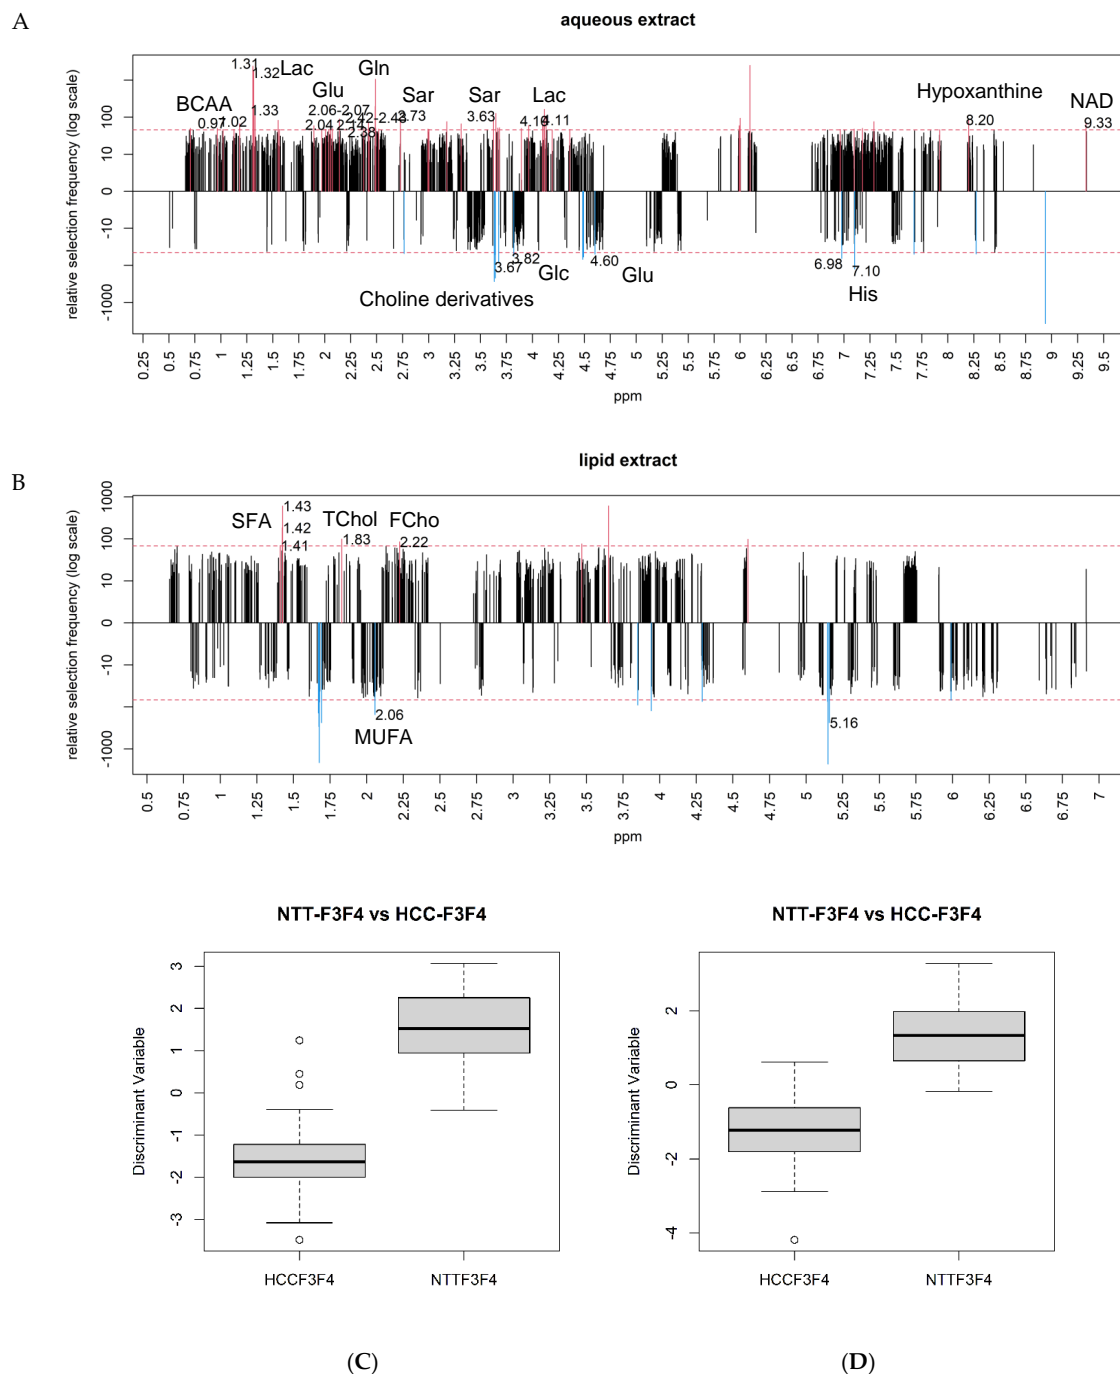 A
aqueous extract
relative selection frequency (log scale)
100
10
0
-10
-1000
BCAA
0.97
1.02
1.31
1.32
1.33
Lac
Glu
2.06-2.07
2.04
2.14
Gln
2.42-2.43
2.38
Sar
2.73
Sar
3.63
Lac
4.10
4.11
Hypoxanthine
8.20
NAD
9.33
3.67
3.82
Choline derivatives
Glc
4.60
Glu
6.98
7.10
His
0.25 0.5 0.75 1 1.25 1.5 1.75 2 2.25 2.5 2.75 3 3.25 3.5 3.75 4 4.25 4.5 4.75 5 5.25 5.5 5.75 6 6.25 6.5 6.75 7 7.25 7.5 7.75 8 8.25 8.5 8.75 9 9.25 9.5
ppm
B
lipid extract
relative selection frequency (log scale)
1000
100
10
0
-10
-1000
SFA
1.43
1.42
1.41
TChol
1.83
FCho
2.22
2.06
MUFA
5.16
0.5 0.75 1 1.25 1.5 1.75 2 2.25 2.5 2.75 3 3.25 3.5 3.75 4 4.25 4.5 4.75 5 5.25 5.5 5.75 6 6.25 6.5 6.75 7
ppm
NTT-F3F4 vs HCC-F3F4
Discriminant Variable
3
2
1
0
-1
-2
-3
HCCF3F4 NTTF3F4
(C)
NTT-F3F4 vs HCC-F3F4
Discriminant Variable
2
0
-2
-4
HCCF3F4 NTTF3F4
(D)